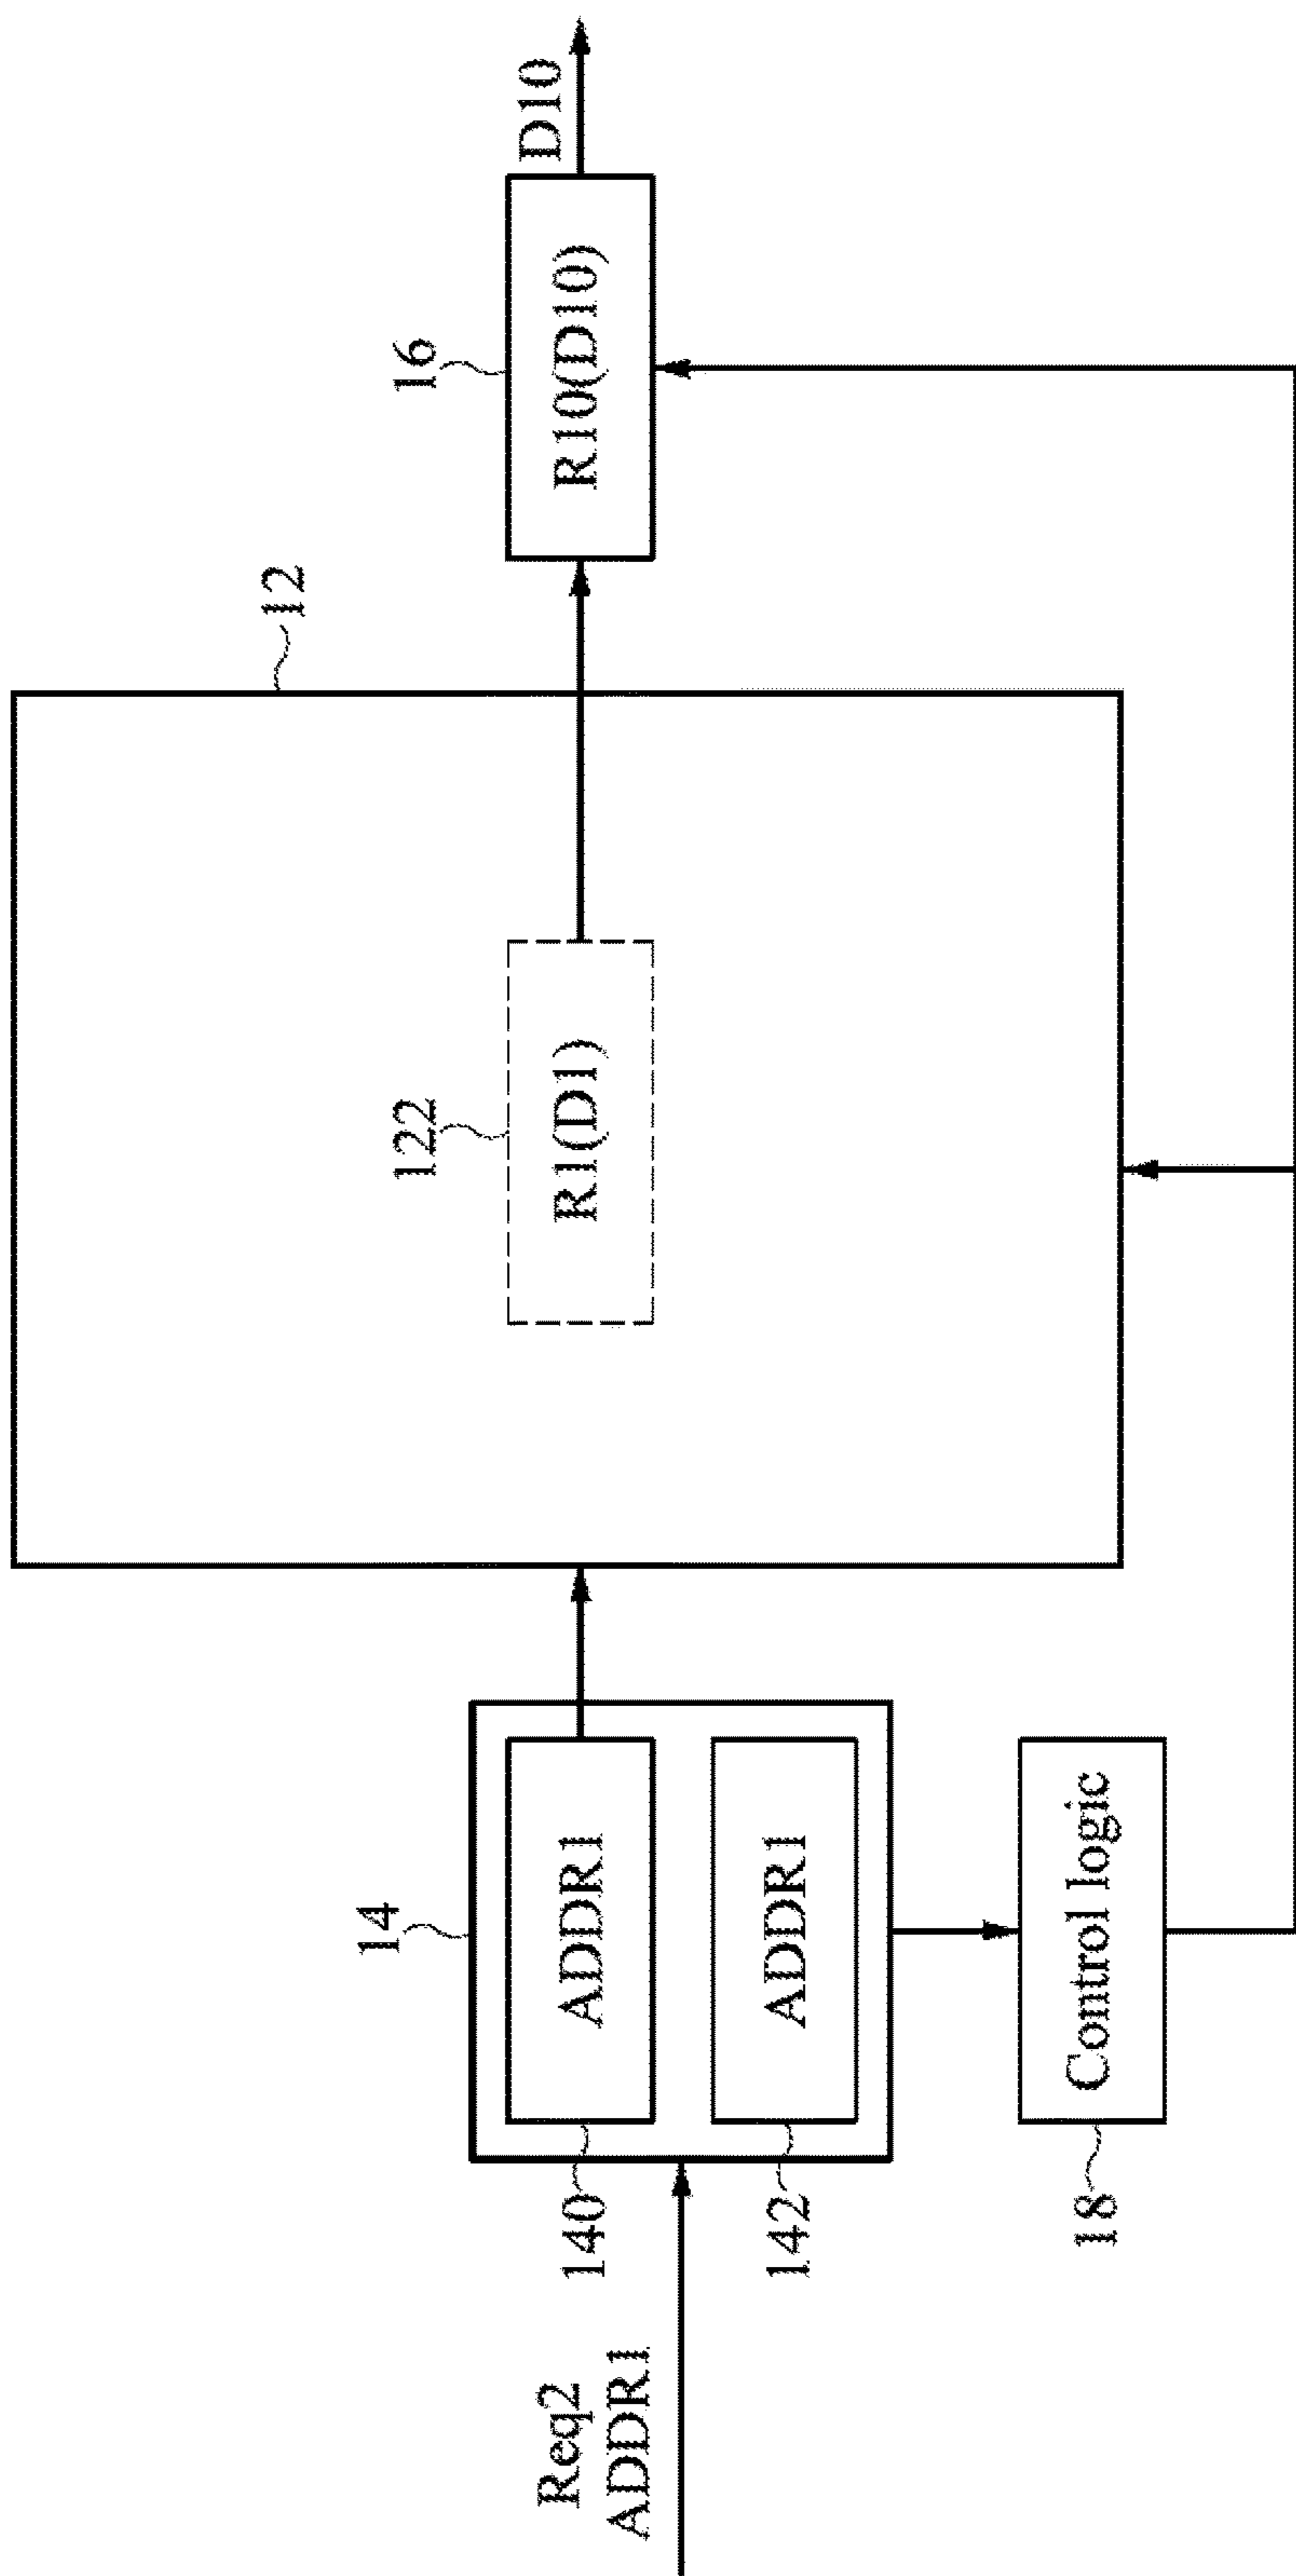 Req2
ADDR1
14
ADDR1
140
ADDR1
142
Control logic
18
12
122
R1(D1)
16
R10(D10)
D10